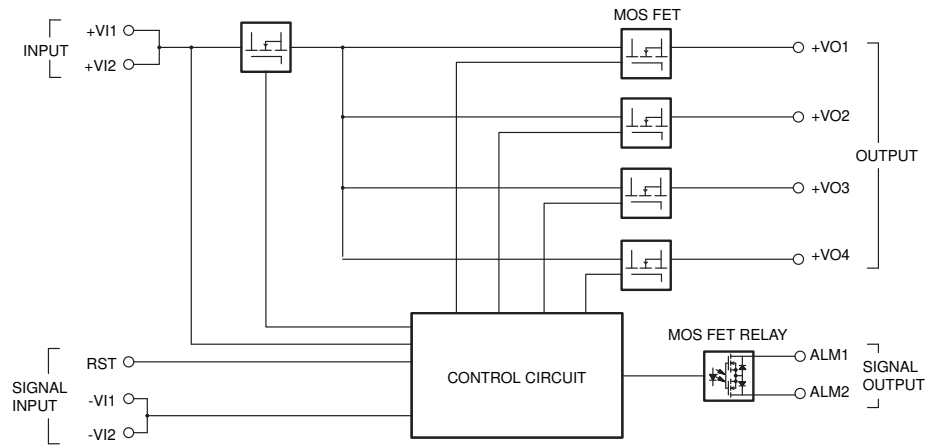 MOS FET
+VI1
INPUT
+VI2
+VO1
+VO2
OUTPUT
+VO3
+VO4
MOS FET RELAY
RST
CONTROL CIRCUIT
ALM1
SIGNAL
OUTPUT
ALM2
SIGNAL
INPUT
-VI1
-VI2